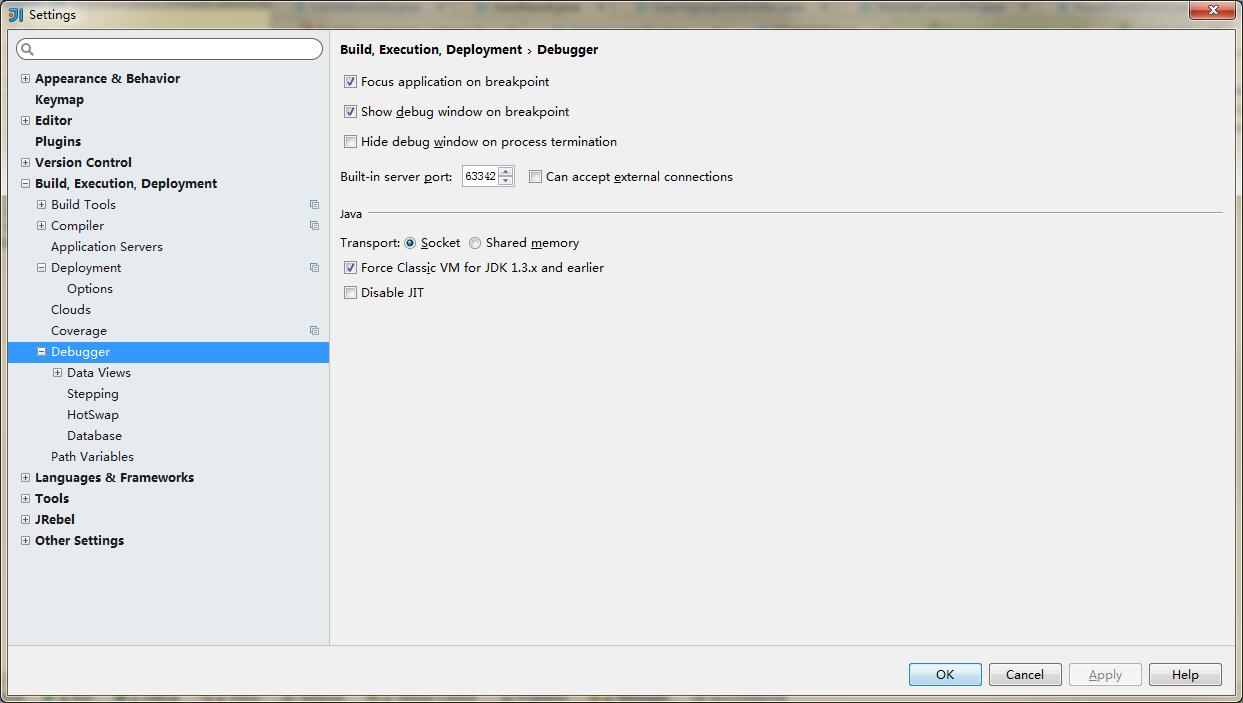 Settings
Appearance & Behavior
Keymap
Editor
Plugins
Version Control
Build, Execution, Deployment
Build Tools
Compiler
Application Servers
Deployment
Options
Clouds
Coverage
Debugger
Data Views
Stepping
HotSwap
Database
Path Variables
Languages & Frameworks
Tools
JRebel
Other Settings
Build, Execution, Deployment › Debugger
Focus application on breakpoint
Show debug window on breakpoint
Hide debug window on process termination
Built-in server port: 63342 Can accept external connections
Java
Transport: Socket Shared memory
Force Classic VM for JDK 1.3.x and earlier
Disable JIT
OK Cancel Apply Help